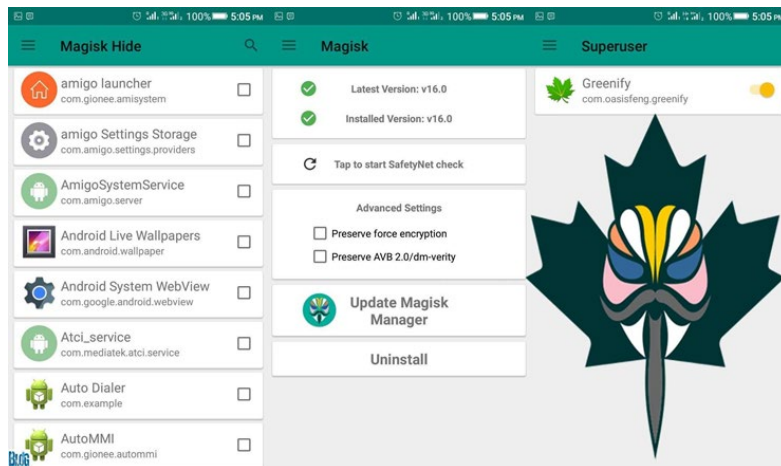 100% 5:05 PM
Magisk Hide
amigo launcher
com.gionee.amisystem
amigo Settings Storage
com.amigo.settings.providers
AmigoSystemService
com.amigo.server
Android Live Wallpapers
com.android.wallpaper
Android System WebView
com.google.android.webview
Atci_service
com.mediatek.atci.service
Auto Dialer
com.example
AutoMMI
com.gionee.autommi
100% 5:05 PM
Magisk
Latest Version: v16.0
Installed Version: v16.0
Tap to start SafetyNet check
Advanced Settings
Preserve force encryption
Preserve AVB 2.0/dm-verity
Update Magisk
Manager
Uninstall
100% 5:05 PM
Superuser
Greenify
com.oasisfeng.greenify